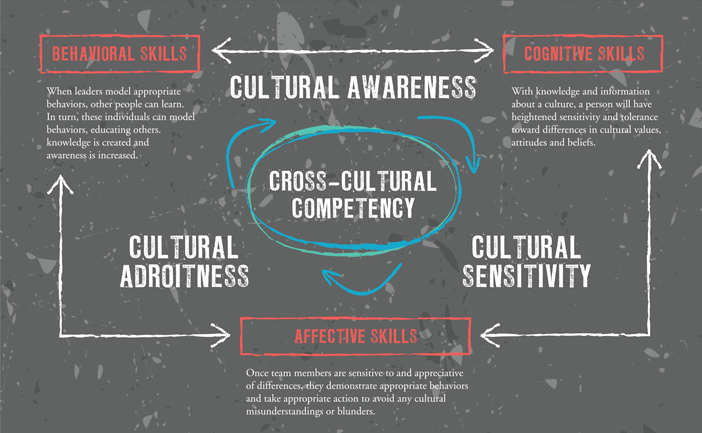 BEHAVIORAL SKILLS
When leaders model appropriate
behaviors, other people can learn.
In turn, these individuals can model
behaviors, educating others.
knowledge is created and
awareness is increased.
CULTURAL AWARENESS
COGNITIVE SKILLS
With knowledge and information
about a culture, a person will have
heightened sensitivity and tolerance
toward differences in cultural values,
attitudes and beliefs.
CROSS-CULTURAL
COMPETENCY
CULTURAL
ADROITNESS
CULTURAL
SENSITIVITY
AFFECTIVE SKILLS
Once team members are sensitive to and appreciative
of differences, they demonstrate appropriate behaviors
and take appropriate action to avoid any cultural
misunderstandings or blunders.